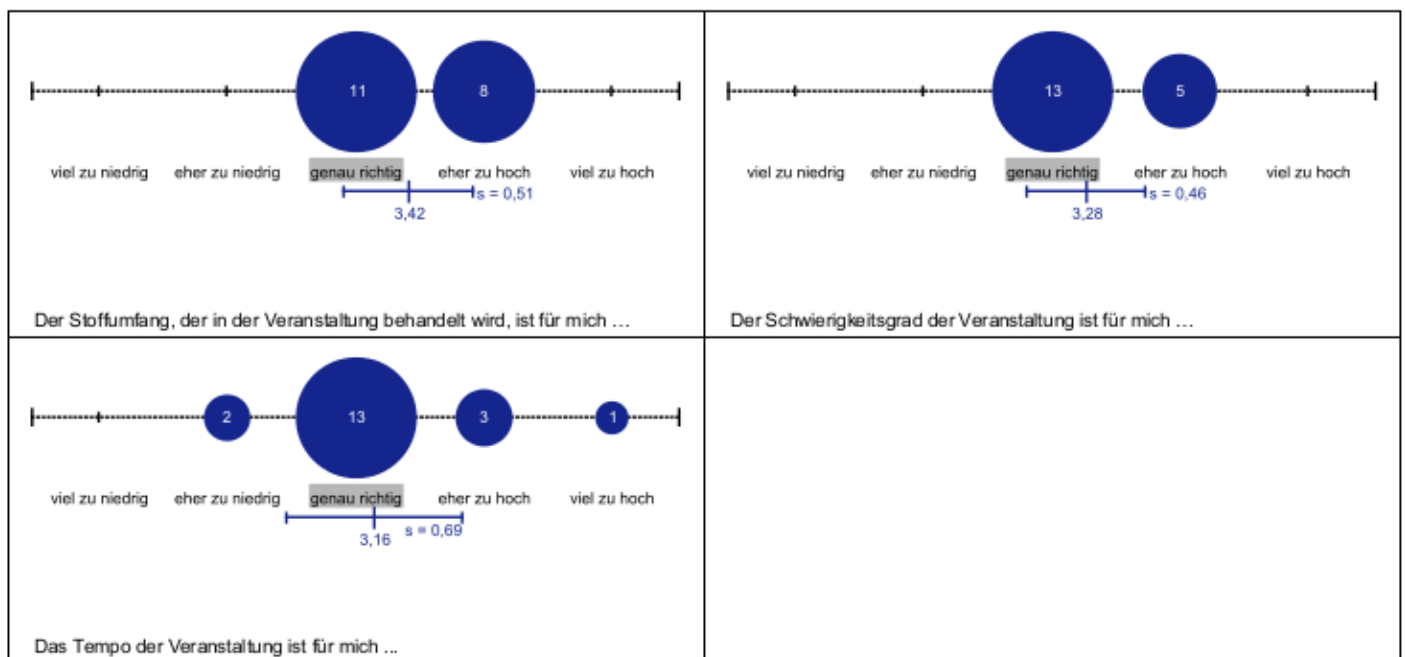 11
8
viel zu niedrig eher zu niedrig genau richtig eher zu hoch viel zu hoch
s = 0,51
3,42
Der Stoffumfang, der in der Veranstaltung behandelt wird, ist für mich …
13
5
viel zu niedrig eher zu niedrig genau richtig eher zu hoch viel zu hoch
s = 0,46
3,28
Der Schwierigkeitsgrad der Veranstaltung ist für mich …
2
13
3
1
viel zu niedrig eher zu niedrig genau richtig eher zu hoch viel zu hoch
s = 0,69
3,16
Das Tempo der Veranstaltung ist für mich ...